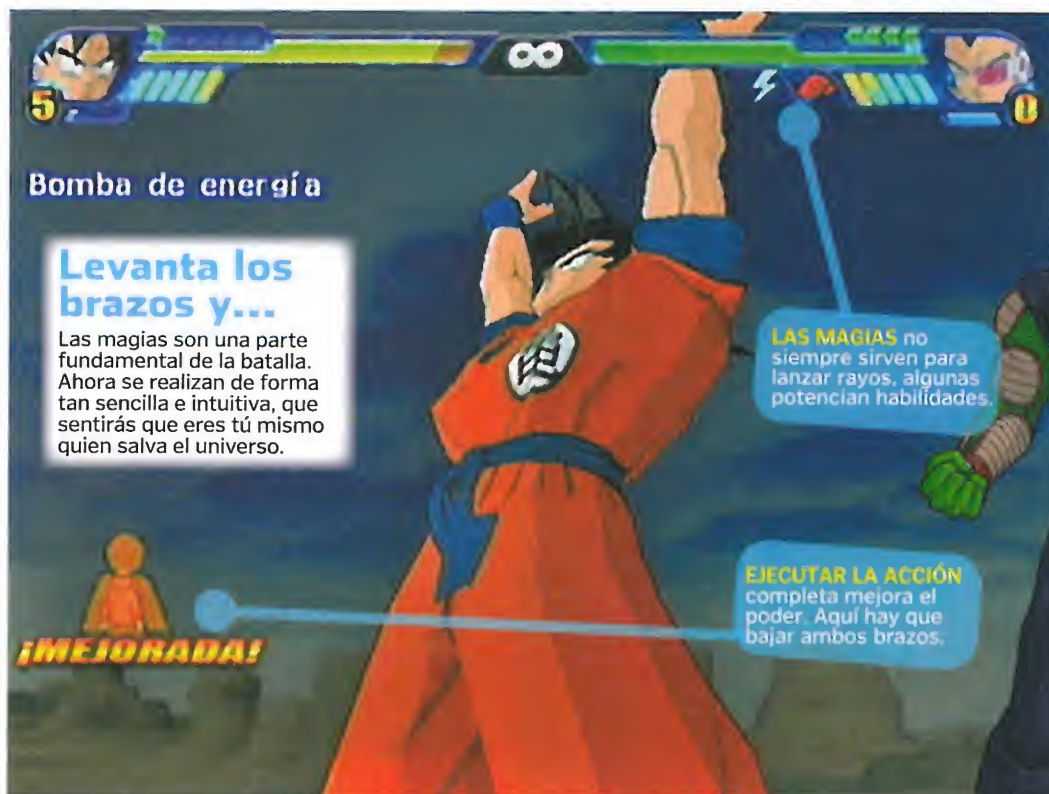 ∞
5
0
Bomba de energía
Levanta los
brazos y...
Las magias son una parte
fundamental de la batalla.
Ahora se realizan de forma
tan sencilla e intuitiva, que
sentirás que eres tú mismo
quien salva el universo.
LAS MAGIAS no
siempre sirven para
lanzar rayos, algunas
potencian habilidades.
EJECUTAR LA ACCIÓN
completa mejora el
poder. Aquí hay que
bajar ambos brazos.
¡MEJORADA!